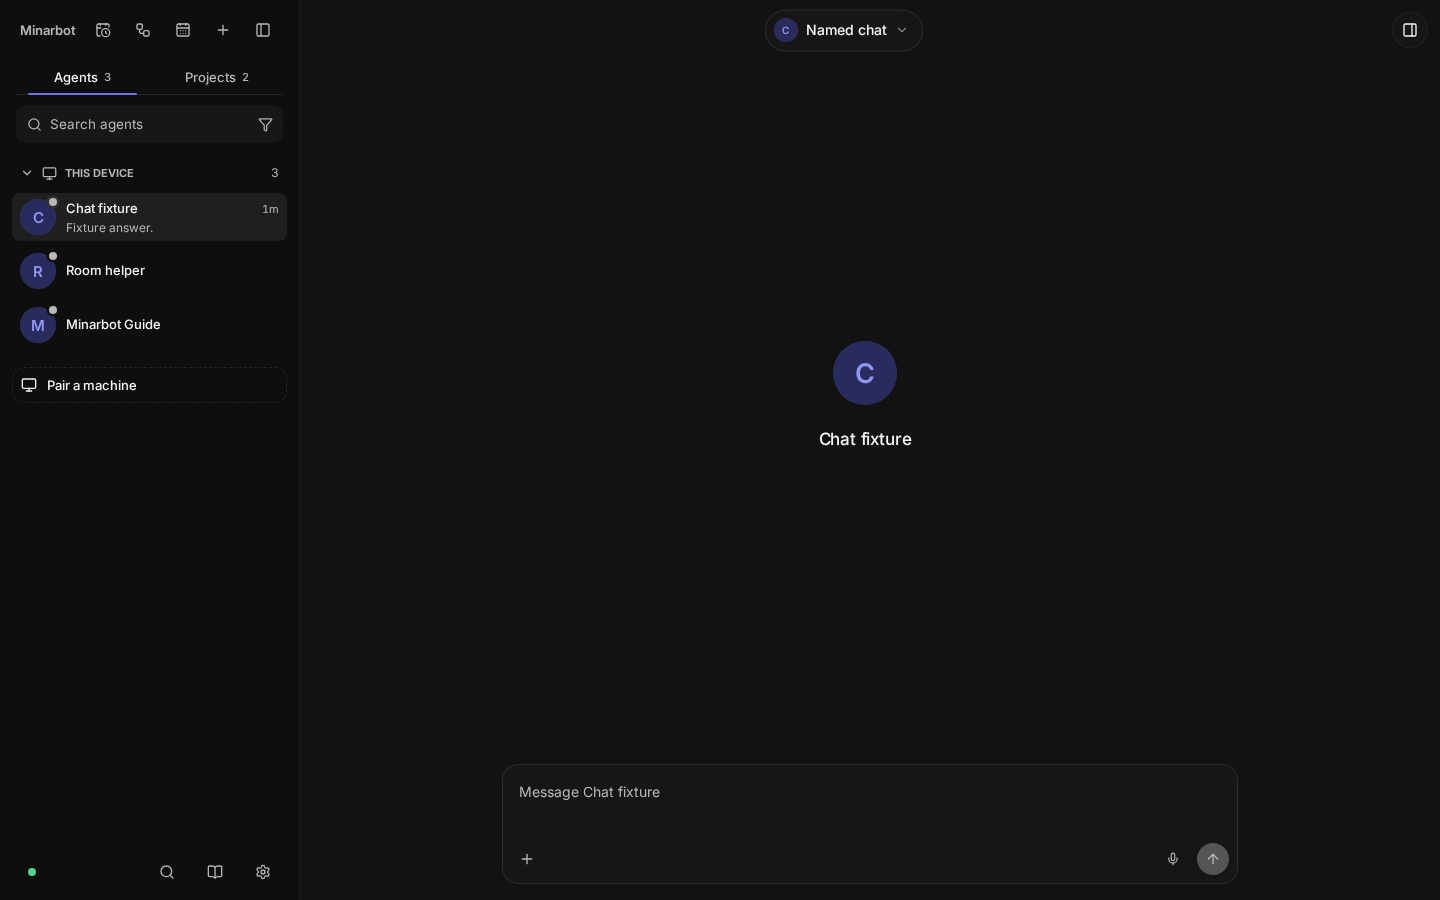 Minarbot
Agents 3
Projects 2
Search agents
THIS DEVICE 3
C
Chat fixture 1m
Fixture answer.
R
Room helper
M
Minarbot Guide
Pair a machine
C Named chat
C
Chat fixture
Message Chat fixture